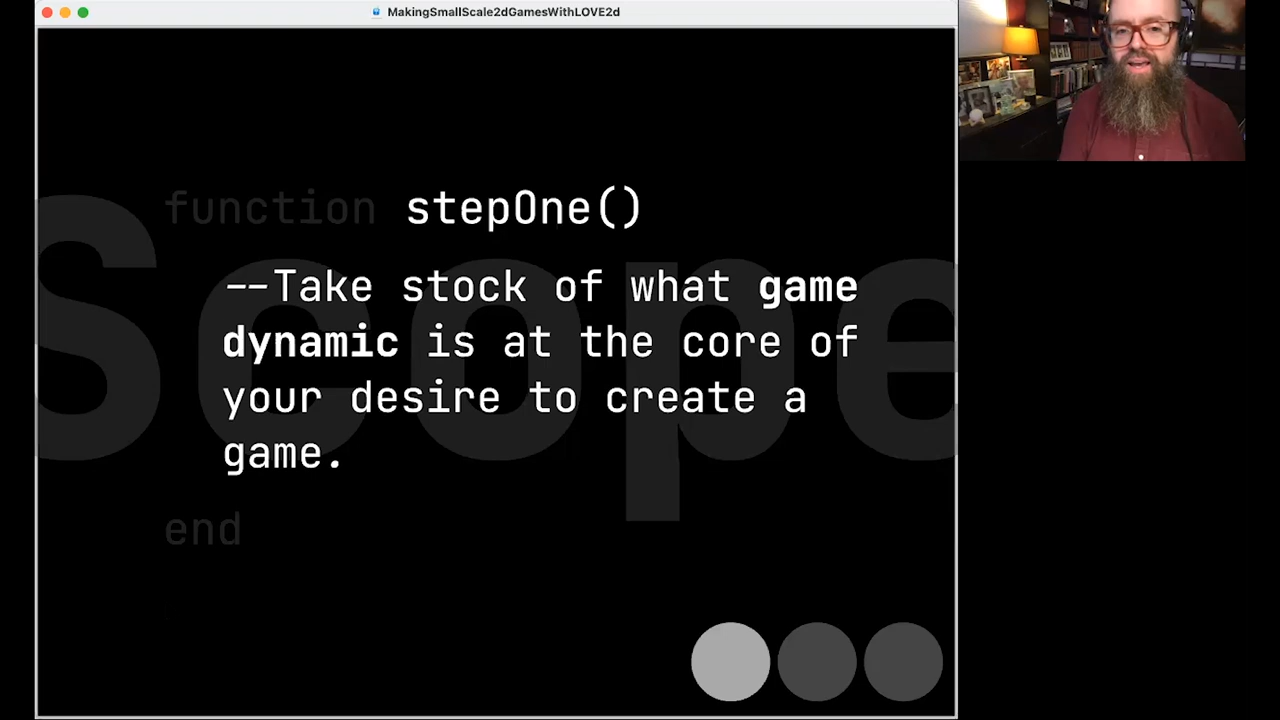 MakingSmallScale2dGamesWithLOVE2d
Scope
function stepOne()
--Take stock of what game
dynamic is at the core of
your desire to create a
game.
end